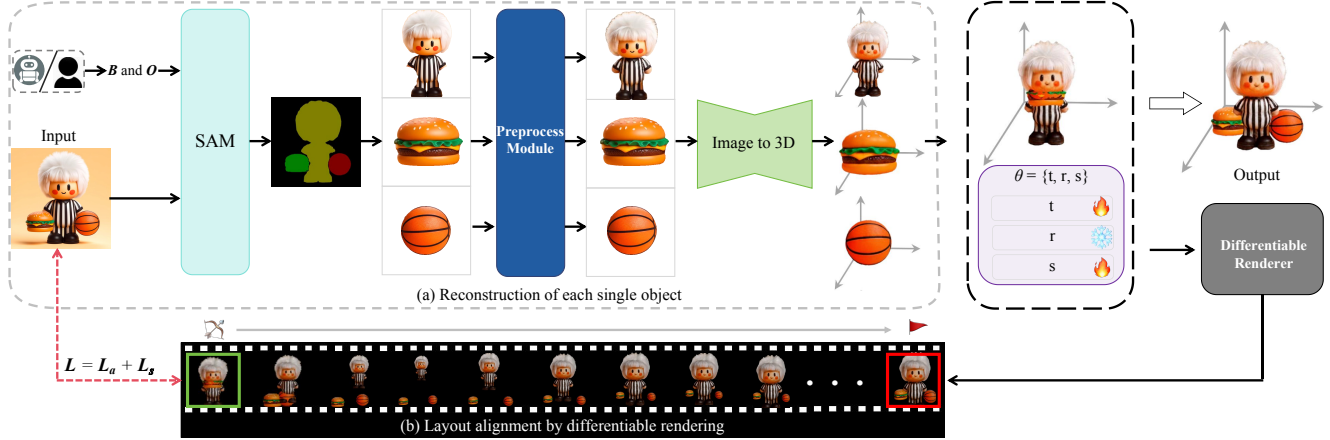 B and O
Input
SAM
Preprocess
Module
Image to 3D
(a) Reconstruction of each single object
θ = {t, r, s}
t
r
s
Output
Differentiable
Renderer
L = Lₐ + Lₛ
(b) Layout alignment by differentiable rendering